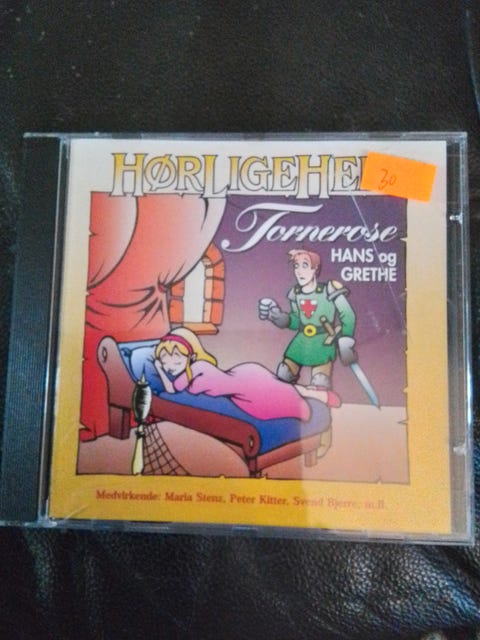 HØRLIGEHE
30
Tornerose
HANS og
GRETHE
Medvirkende: Maria Stenz, Peter Kitter, Svend Bjerre, m.fl.